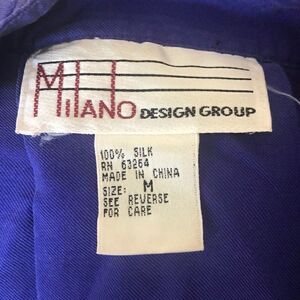 MIlANO DESIGN GROUP
100% SILK
RN 63264
MADE IN CHINA
SIZE: M
SEE REVERSE
FOR CARE